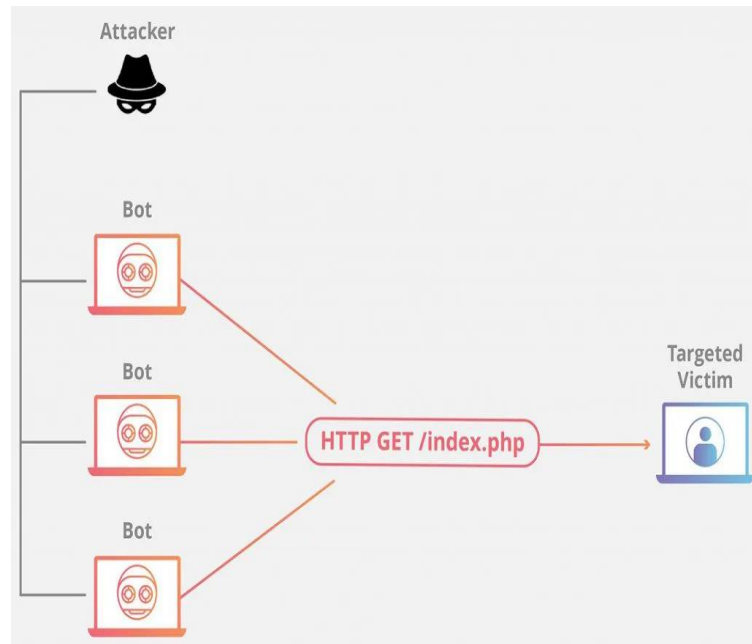 Attacker
Bot
Bot
HTTP GET /index.php
Targeted
Victim
Bot